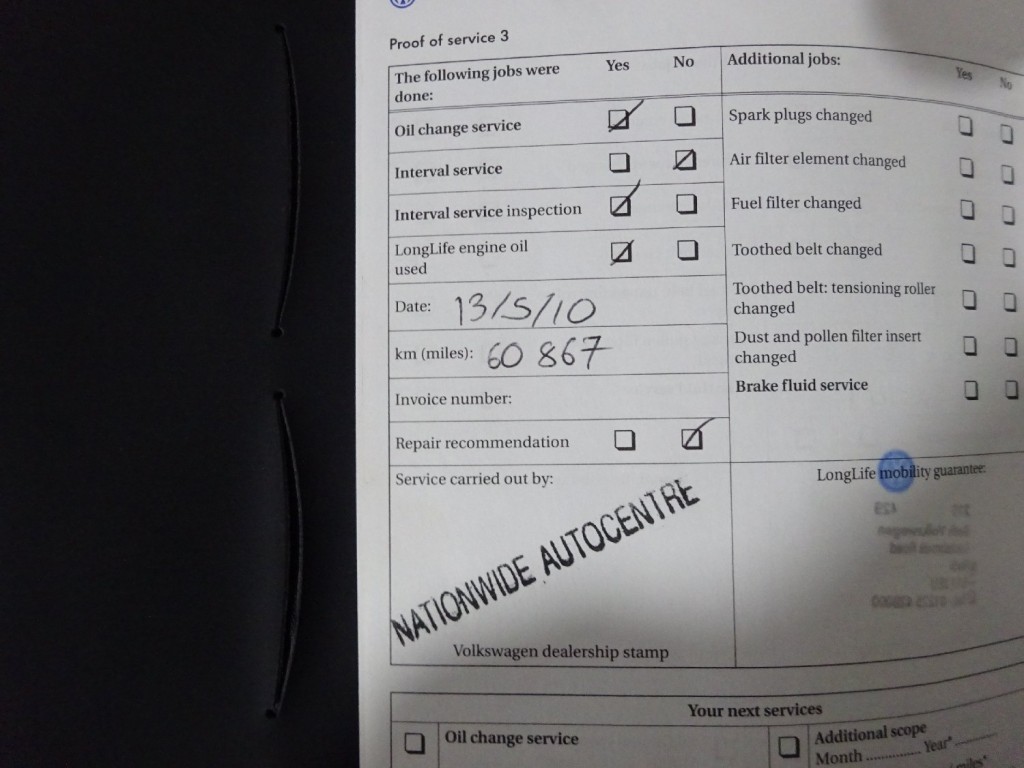 Proof of service 3
The following jobs were done: Yes No
Oil change service
Interval service
Interval service inspection
LongLife engine oil used
Date: 13/5/10
km (miles): 60 867
Invoice number:
Repair recommendation
Service carried out by:
NATIONWIDE AUTOCENTRE
Volkswagen dealership stamp
Additional jobs: Yes No
Spark plugs changed
Air filter element changed
Fuel filter changed
Toothed belt changed
Toothed belt: tensioning roller
changed
Dust and pollen filter insert
changed
Brake fluid service
LongLife mobility guarantee:
Your next services
Oil change service
Additional scope
Month ............. Year*
miles*